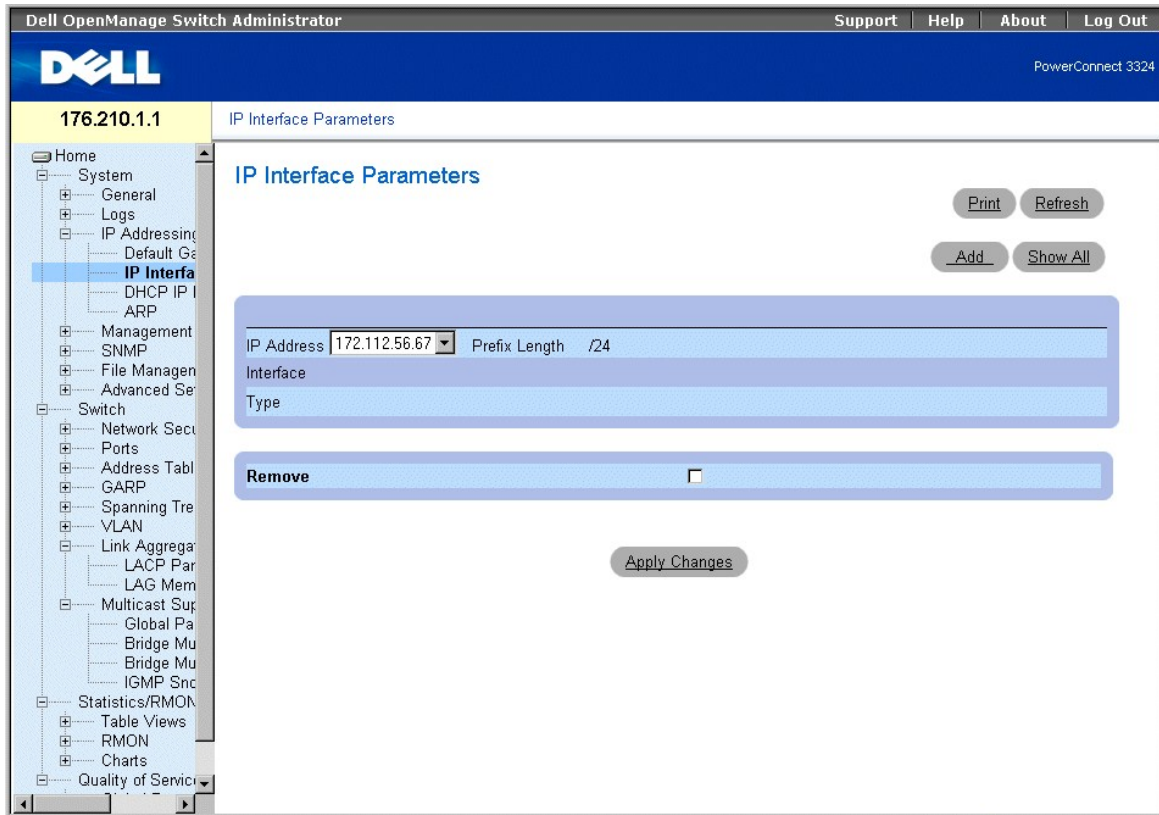 Dell OpenManage Switch Administrator
Support | Help | About | Log Out
DELL
PowerConnect 3324
176.210.1.1
IP Interface Parameters
Home
System
General
Logs
IP Addressing
Default Ga
IP Interfa
DHCP IP I
ARP
Management
SNMP
File Managen
Advanced Set
Switch
Network Secu
Ports
Address Tabl
GARP
Spanning Tre
VLAN
Link Aggrega
LACP Par
LAG Mem
Multicast Sup
Global Pa
Bridge Mu
Bridge Mu
IGMP Sno
Statistics/RMON
Table Views
RMON
Charts
Quality of Servic
IP Interface Parameters
Print Refresh
Add Show All
IP Address 172.112.56.67 Prefix Length /24
Interface
Type
Remove
Apply Changes